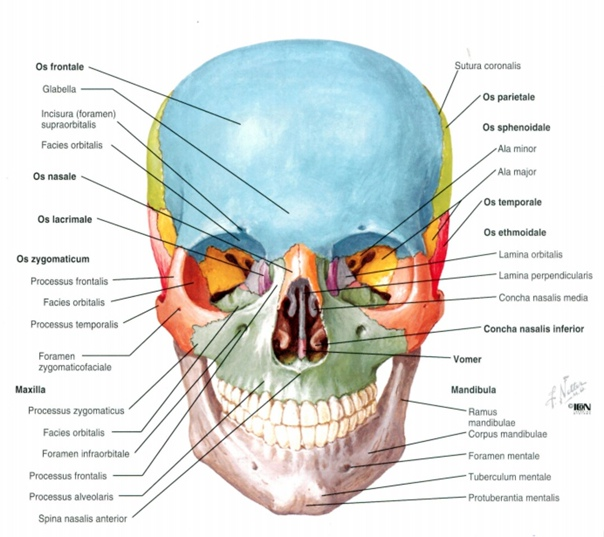 Os frontale
Glabella
Incisura (foramen)
supraorbitalis
Facies orbitalis
Os nasale
Os lacrimale
Os zygomaticum
Processus frontalis
Facies orbitalis
Processus temporalis
Foramen
zygomaticofaciale
Maxilla
Processus zygomaticus
Facies orbitalis
Foramen infraorbitale
Processus frontalis
Processus alveolaris
Spina nasalis anterior
Sutura coronalis
Os parietale
Os sphenoidale
Ala minor
Ala major
Os temporale
Os ethmoidale
Lamina orbitalis
Lamina perpendicularis
Concha nasalis media
Concha nasalis inferior
Vomer
Mandibula
Ramus
mandibulae
Corpus mandibulae
Foramen mentale
Tuberculum mentale
Protuberantia mentalis